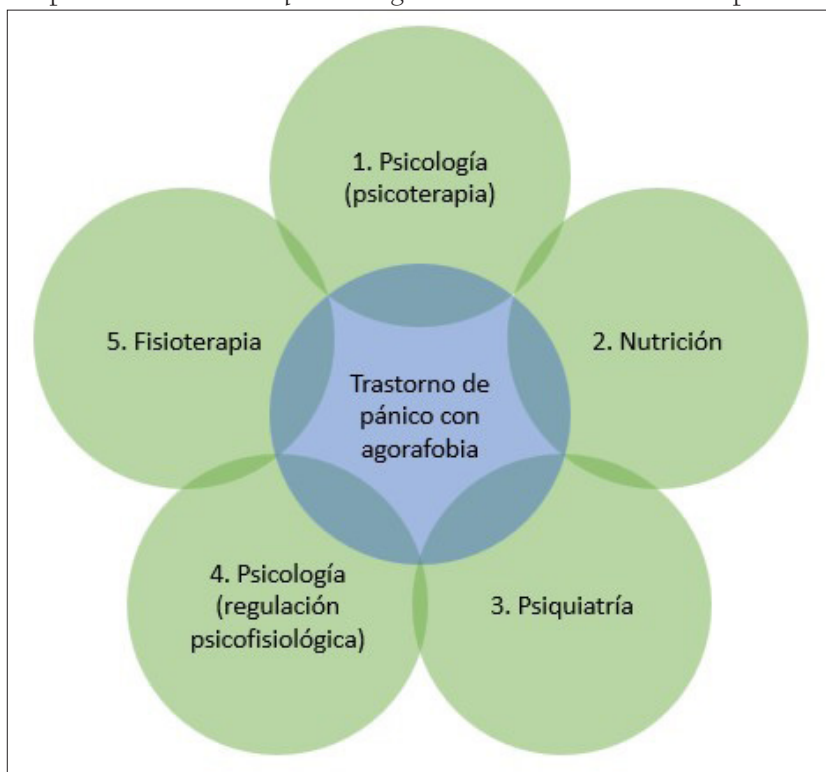 1. Psicología
(psicoterapia)
2. Nutrición
5. Fisioterapia
Trastorno de
pánico con
agorafobia
4. Psicología
(regulación
psicofisiológica)
3. Psiquiatría